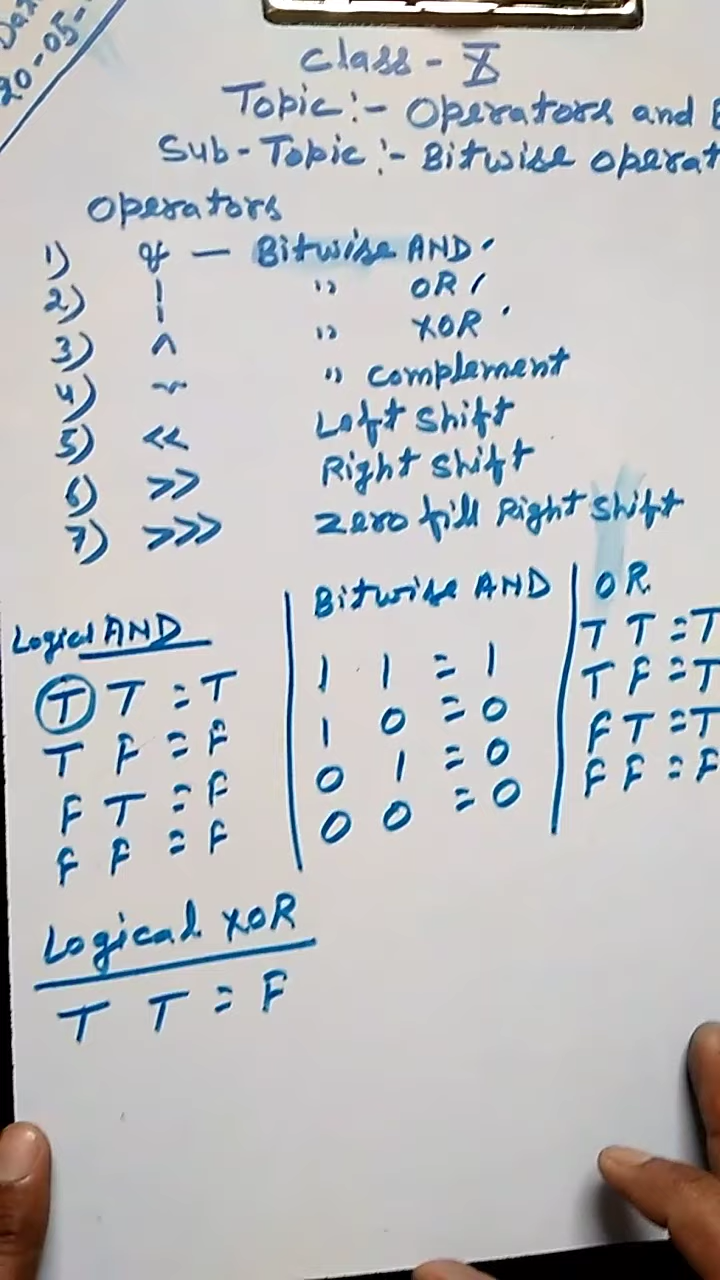 20-05-
Class - X
Topic :- Operators and
Sub-Topic :- Bitwise operat
Operators
1) & — Bitwise AND
2) | " OR
3) ^ " XOR
4) ~ " complement
5) << Left Shift
6) >> Right Shift
7) >>> Zero fill Right Shift
Logical AND
T T = T
T F = F
F T = F
F F = F
Bitwise AND
1 1 = 1
1 0 = 0
0 1 = 0
0 0 = 0
OR
T T = T
T F = T
F T = T
F F = F
Logical XOR
T T = F